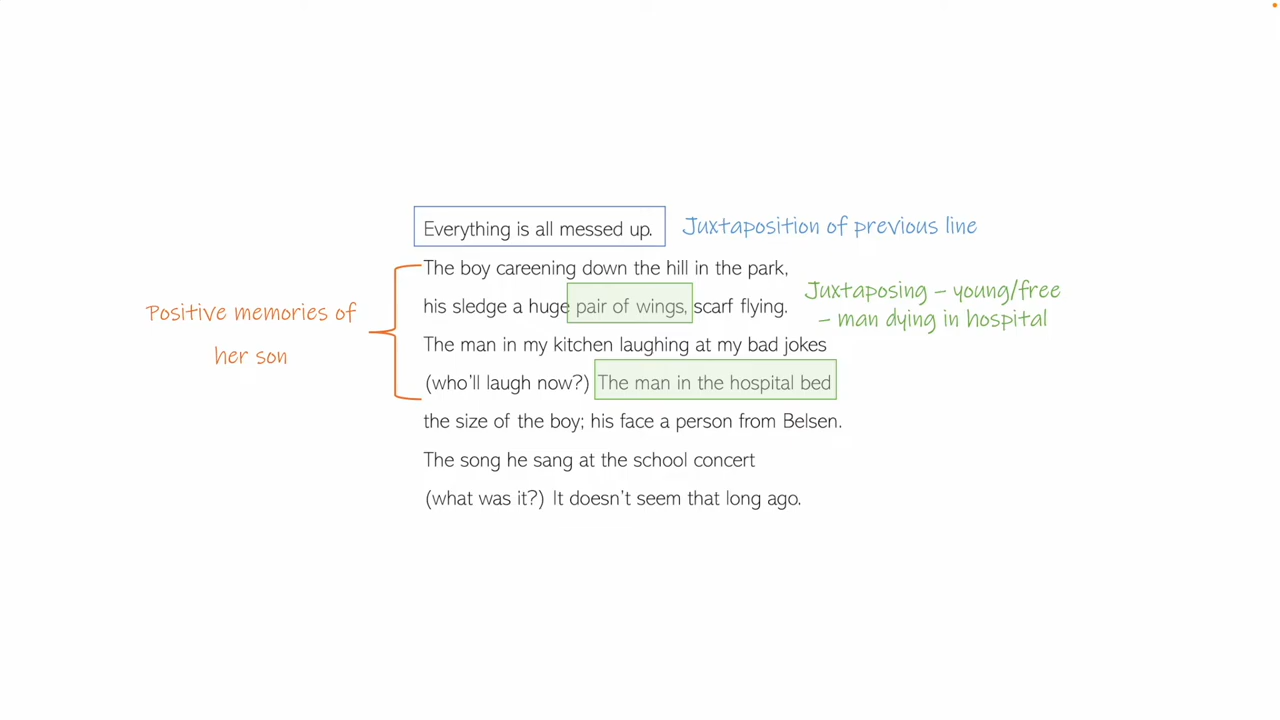 Everything is all messed up.
Juxtaposition of previous line
The boy careening down the hill in the park,
his sledge a huge pair of wings, scarf flying.
The man in my kitchen laughing at my bad jokes
(who'll laugh now?) The man in the hospital bed
the size of the boy; his face a person from Belsen.
The song he sang at the school concert
(what was it?) It doesn't seem that long ago.
Positive memories of
her son
Juxtaposing – young/free
– man dying in hospital